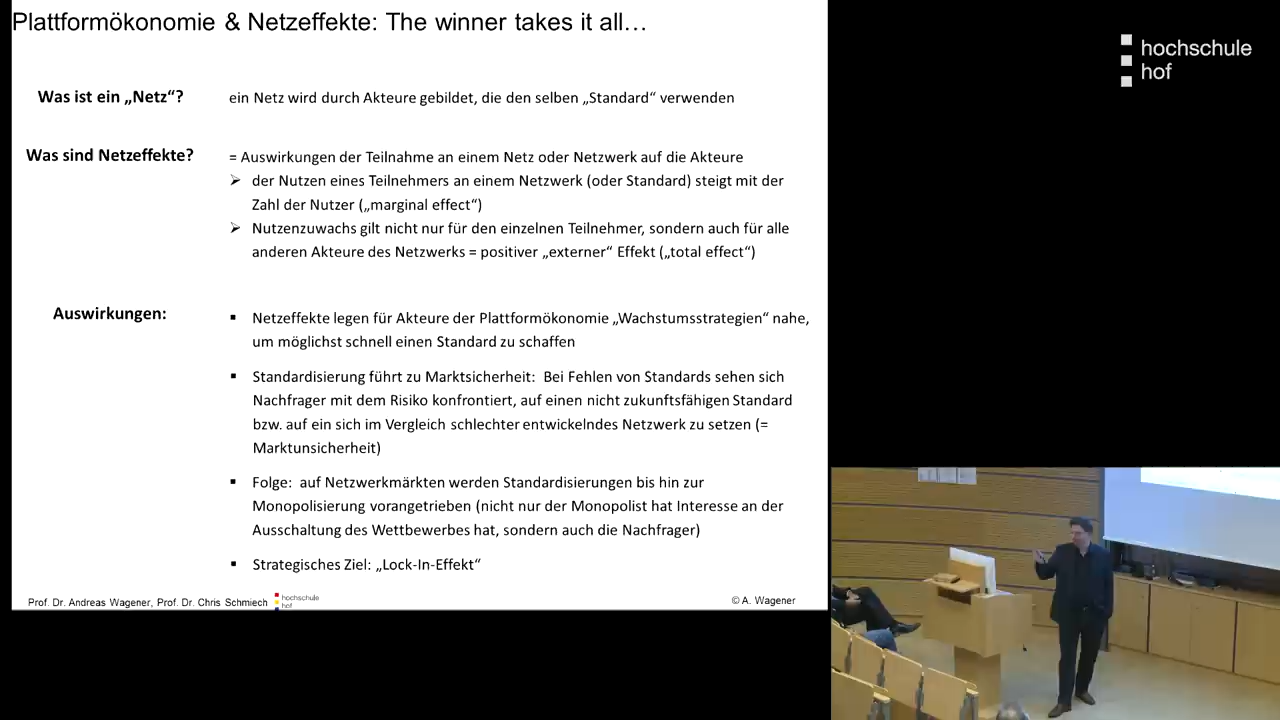 Plattformökonomie & Netzeffekte: The winner takes it all…
hochschule
hof
Was ist ein „Netz“?
ein Netz wird durch Akteure gebildet, die den selben „Standard“ verwenden
Was sind Netzeffekte?
= Auswirkungen der Teilnahme an einem Netz oder Netzwerk auf die Akteure
➢ der Nutzen eines Teilnehmers an einem Netzwerk (oder Standard) steigt mit der
Zahl der Nutzer („marginal effect“)
➢ Nutzenzuwachs gilt nicht nur für den einzelnen Teilnehmer, sondern auch für alle
anderen Akteure des Netzwerks = positiver „externer“ Effekt („total effect“)
Auswirkungen:
▪ Netzeffekte legen für Akteure der Plattformökonomie „Wachstumsstrategien“ nahe,
um möglichst schnell einen Standard zu schaffen
▪ Standardisierung führt zu Marktsicherheit: Bei Fehlen von Standards sehen sich
Nachfrager mit dem Risiko konfrontiert, auf einen nicht zukunftsfähigen Standard
bzw. auf ein sich im Vergleich schlechter entwickelndes Netzwerk zu setzen (=
Marktunsicherheit)
▪ Folge: auf Netzwerkmärkten werden Standardisierungen bis hin zur
Monopolisierung vorangetrieben (nicht nur der Monopolist hat Interesse an der
Ausschaltung des Wettbewerbes hat, sondern auch die Nachfrager)
▪ Strategisches Ziel: „Lock-In-Effekt“
Prof. Dr. Andreas Wagener, Prof. Dr. Chris Schmiech
hochschule
hof
© A. Wagener